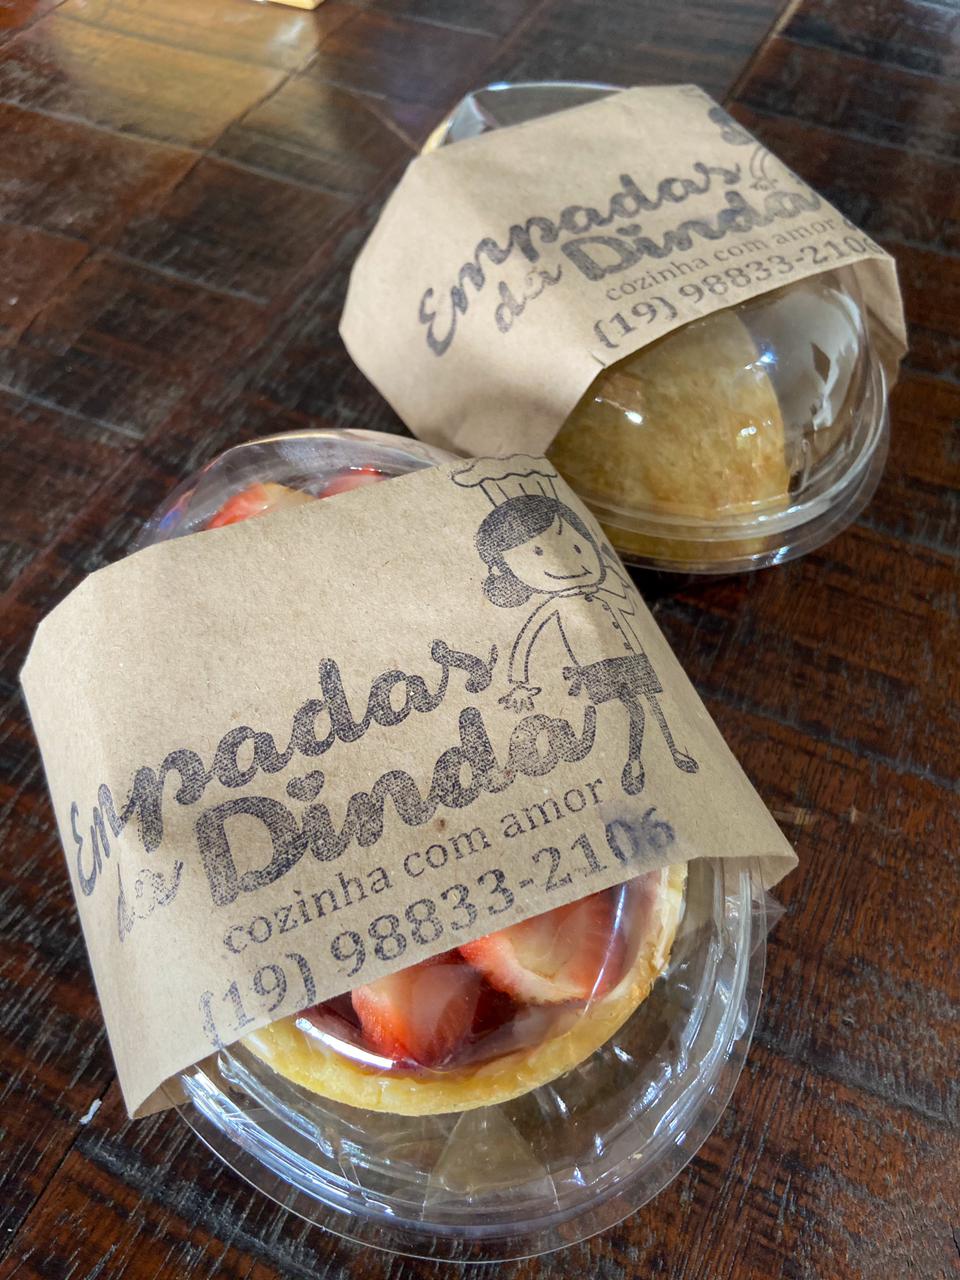 Empadas
da Dinda
cozinha com amor
(19) 98833-2106
Empadas
da Dinda
cozinha com amor
(19) 98833-2106